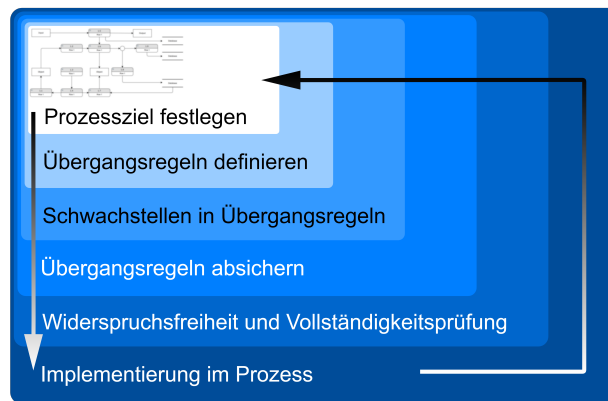 Prozessziel festlegen
Übergangsregeln definieren
Schwachstellen in Übergangsregeln
Übergangsregeln absichern
Widerspruchsfreiheit und Vollständigkeitsprüfung
Implementierung im Prozess